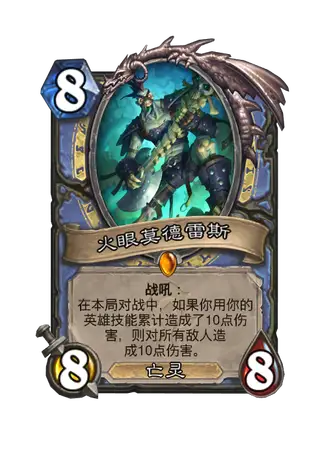 8
火眼莫德雷斯
战吼：
在本局对战中，如果你用你的
英雄技能累计造成了10点伤
害，则对所有敌人造
成10点伤害。
8
亡灵
8